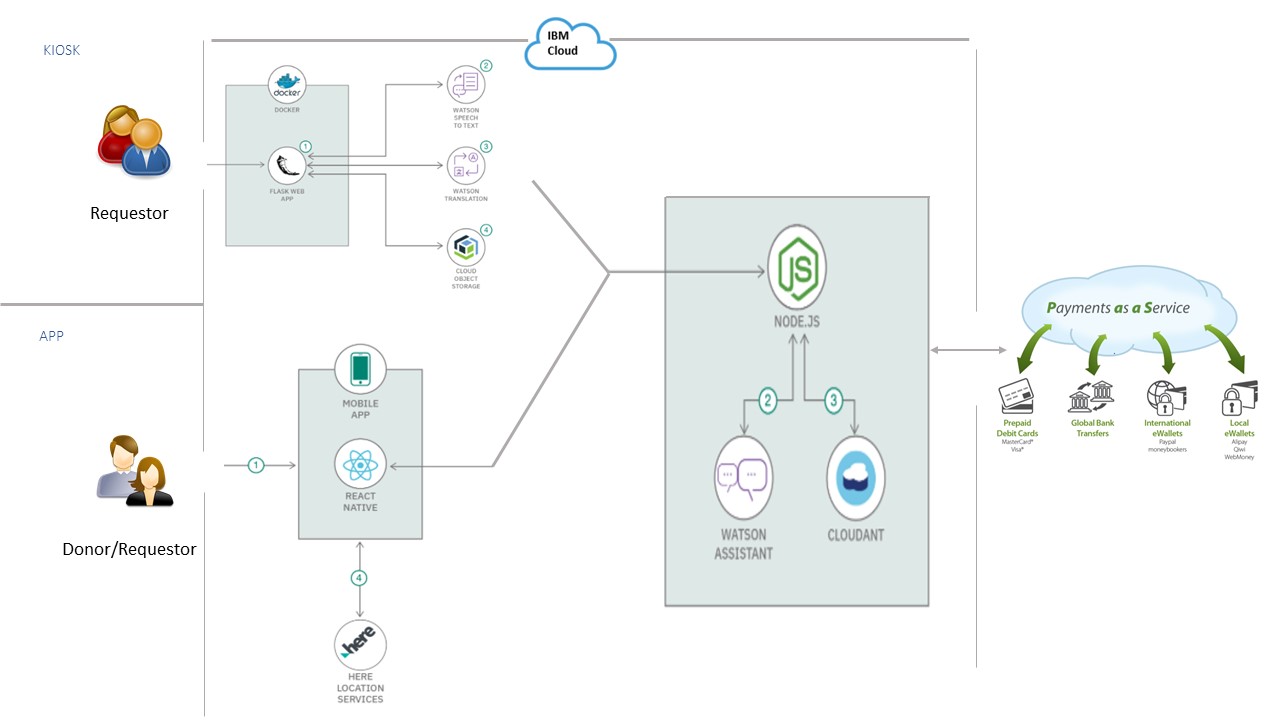 KIOSK
IBM
Cloud
docker
DOCKER
2
WATSON
SPEECH
TO TEXT
1
FLASK WEB
APP
3
A
WATSON
TRANSLATION
4
CLOUD
OBJECT
STORAGE
Requestor
APP
MOBILE
APP
1
REACT
NATIVE
Donor/Requestor
4
here
HERE
LOCATION
SERVICES
JS
NODE.JS
2
3
WATSON
ASSISTANT
CLOUDANT
Payments as a Service
Prepaid
Debit Cards
MasterCard*
Visa*
Global Bank
Transfers
International
eWallets
Paypal
moneybookers
Local
eWallets
Alipay
Qiwi
WebMoney